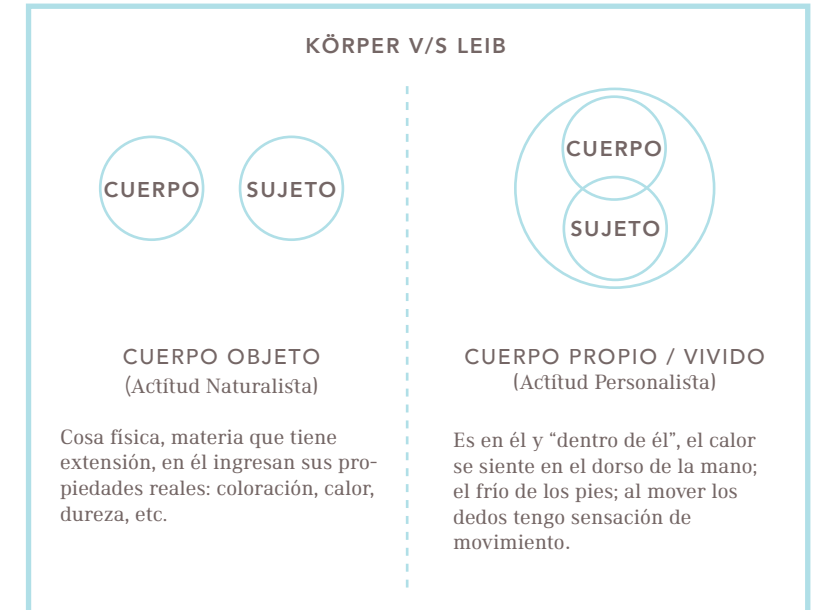 KÖRPER V/S LEIB
CUERPO
SUJETO
CUERPO OBJETO
(Actítud Naturalista)
Cosa física, materia que tiene
extensión, en él ingresan sus pro-
piedades reales: coloración, calor,
dureza, etc.
CUERPO
SUJETO
CUERPO PROPIO / VIVIDO
(Actítud Personalista)
Es en él y “dentro de él”, el calor
se siente en el dorso de la mano;
el frío de los pies; al mover los
dedos tengo sensación de
movimiento.